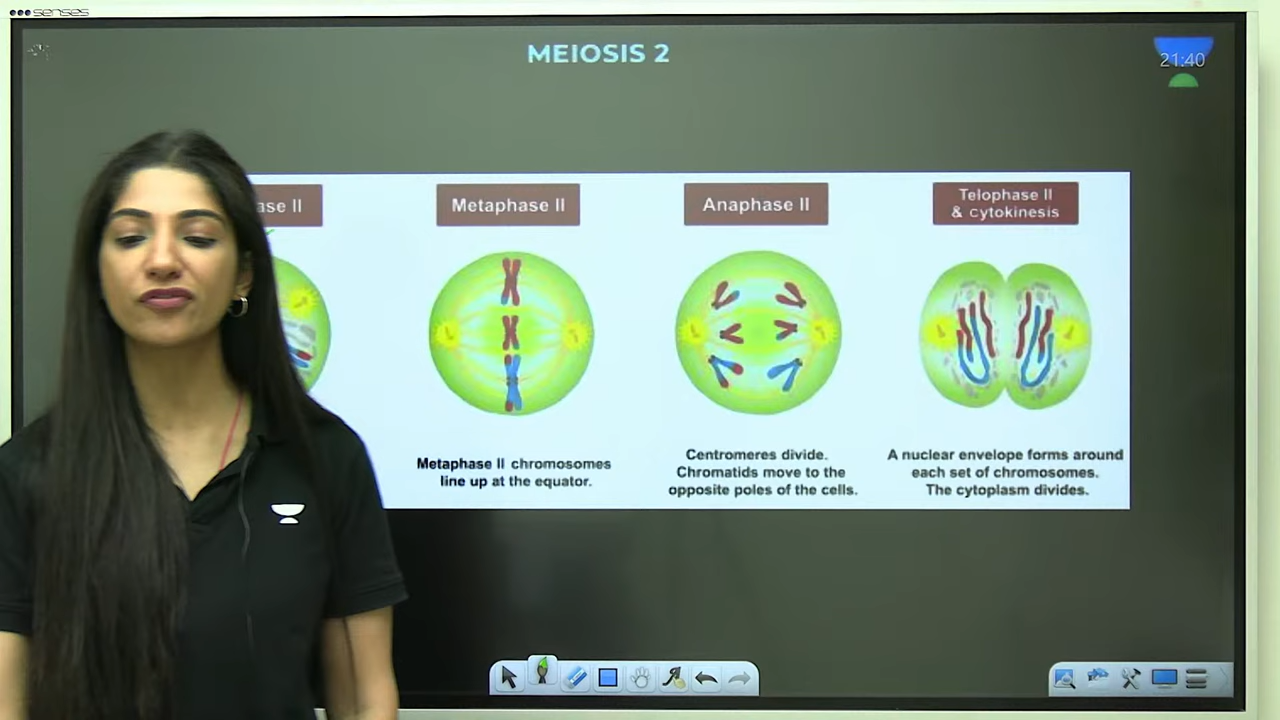 senses
MEIOSIS 2
21:40
ase II
Metaphase II
Anaphase II
Telophase II
& cytokinesis
Metaphase II chromosomes
line up at the equator.
Centromeres divide.
Chromatids move to the
opposite poles of the cells.
A nuclear envelope forms around
each set of chromosomes.
The cytoplasm divides.